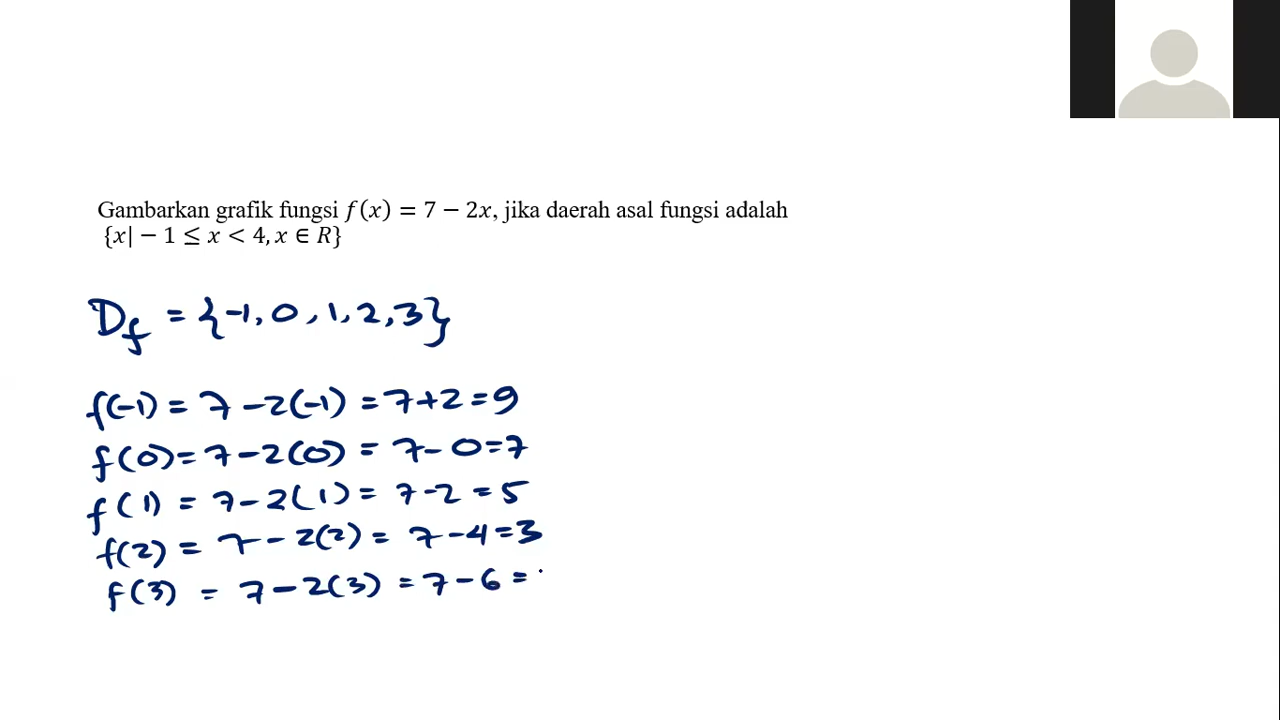 Gambarkan grafik fungsi f(x) = 7 − 2x, jika daerah asal fungsi adalah
{x| − 1 ≤ x < 4, x ∈ R}
Df = {-1, 0, 1, 2, 3}
f(-1) = 7 - 2(-1) = 7+2 = 9
f(0) = 7 - 2(0) = 7 - 0 = 7
f(1) = 7 - 2(1) = 7 - 2 = 5
f(2) = 7 - 2(2) = 7 - 4 = 3
f(3) = 7 - 2(3) = 7 - 6 =